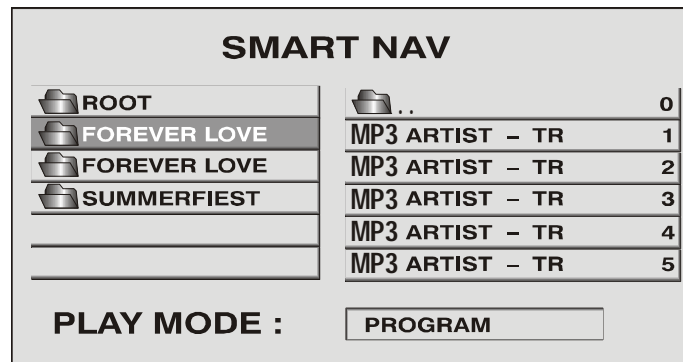 SMART NAV
ROOT
FOREVER LOVE
FOREVER LOVE
SUMMERFIEST
.. 0
MP3 ARTIST – TR 1
MP3 ARTIST – TR 2
MP3 ARTIST – TR 3
MP3 ARTIST – TR 4
MP3 ARTIST – TR 5
PLAY MODE : PROGRAM